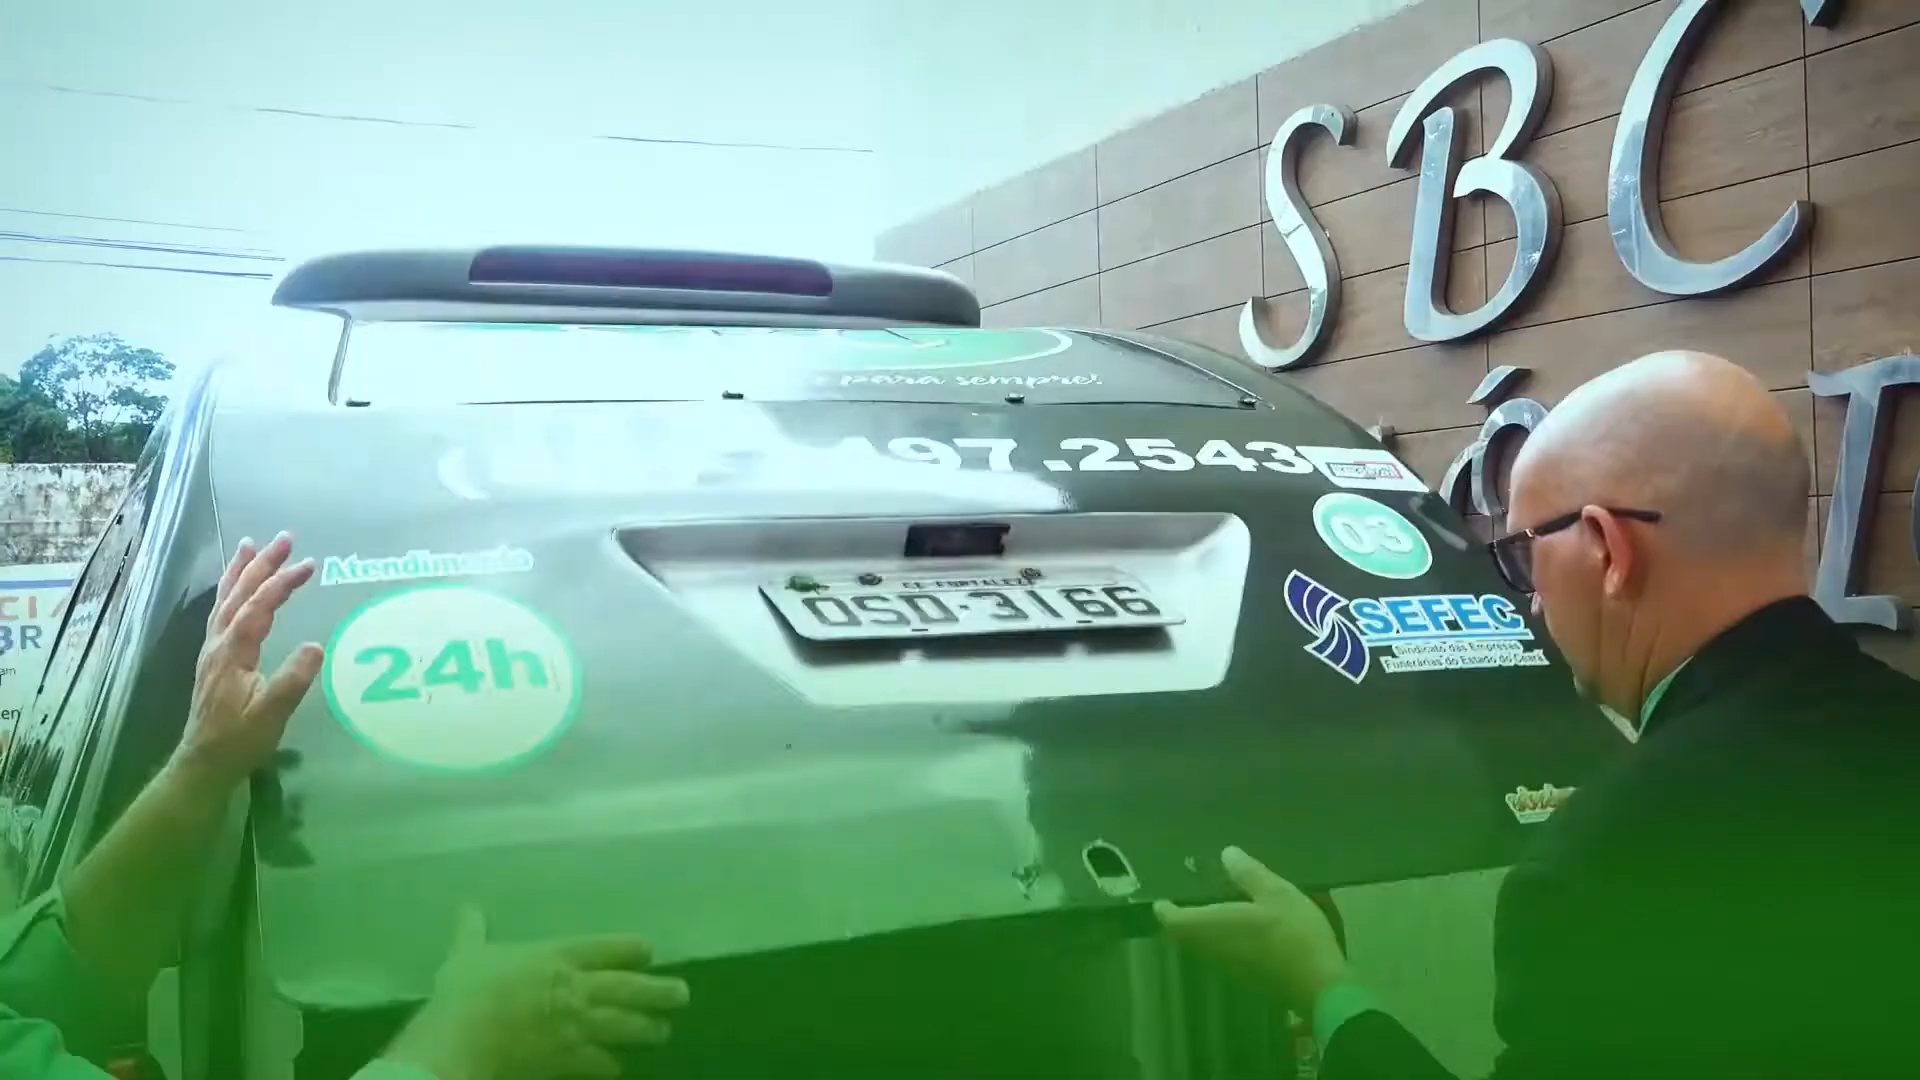 SBC
para sempre!
497.2543
03
Atendimento
24h
CE-FORTALEZA
OSD-3166
SEFEC
Sindicato das Empresas
Funerárias do Estado do Ceará